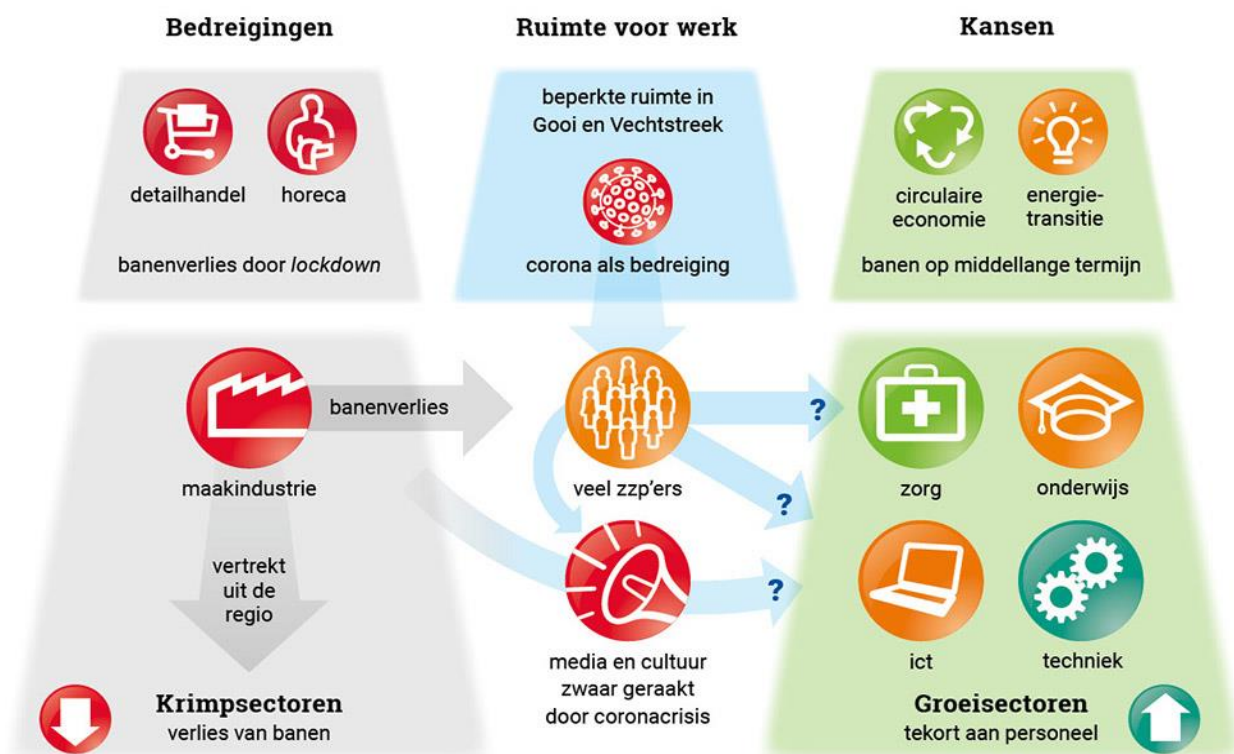 Bedreigingen
Ruimte voor werk
Kansen
detailhandel
horeca
banenverlies door lockdown
beperkte ruimte in
Gooi en Vechtstreek
corona als bedreiging
circulaire
economie
energie-
transitie
banen op middellange termijn
maakindustrie
banenverlies
vertrekt
uit de
regio
Krimpsectoren
verlies van banen
veel zzp'ers
media en cultuur
zwaar geraakt
door coronacrisis
?
?
?
zorg
onderwijs
ict
techniek
Groeisectoren
tekort aan personeel